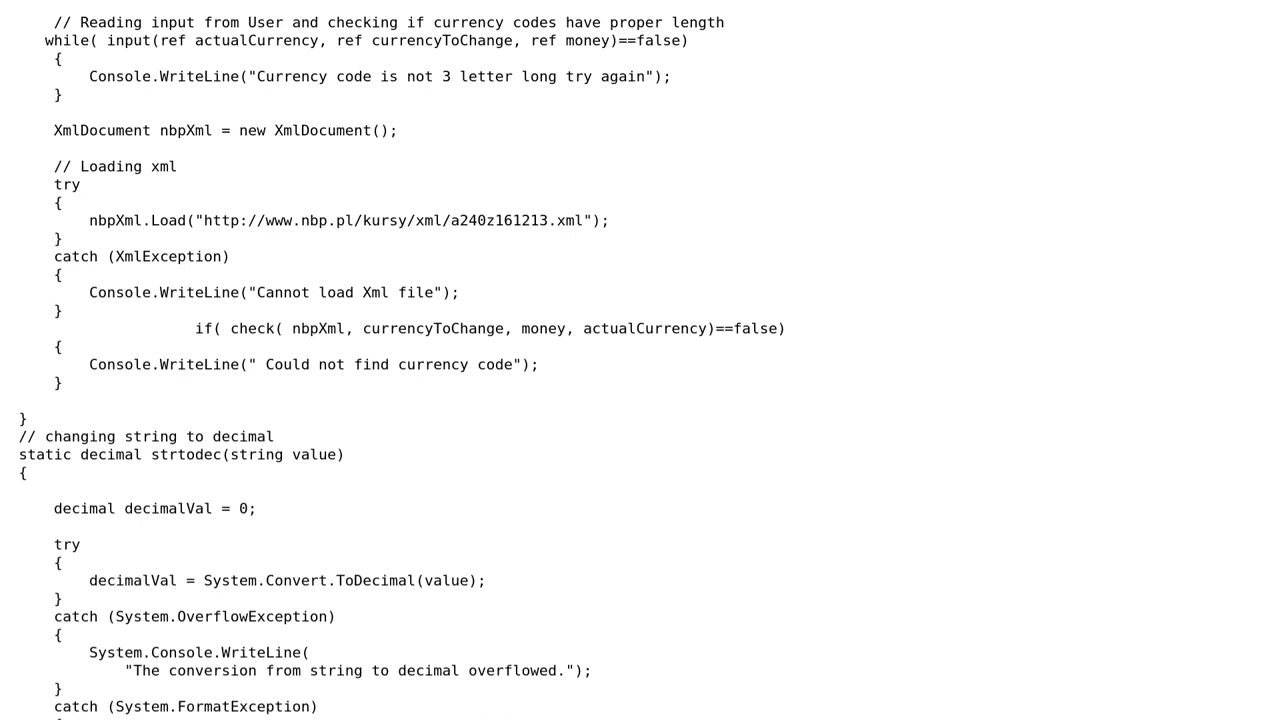 // Reading input from User and checking if currency codes have proper length
while( input(ref actualCurrency, ref currencyToChange, ref money)==false)
{
Console.WriteLine("Currency code is not 3 letter long try again");
}
XmlDocument nbpXml = new XmlDocument();
// Loading xml
try
{
nbpXml.Load("http://www.nbp.pl/kursy/xml/a240z161213.xml");
}
catch (XmlException)
{
Console.WriteLine("Cannot load Xml file");
}
if( check( nbpXml, currencyToChange, money, actualCurrency)==false)
{
Console.WriteLine(" Could not find currency code");
}
}
// changing string to decimal
static decimal strtodec(string value)
{
decimal decimalVal = 0;
try
{
decimalVal = System.Convert.ToDecimal(value);
}
catch (System.OverflowException)
{
System.Console.WriteLine(
"The conversion from string to decimal overflowed.");
}
catch (System.FormatException)
{